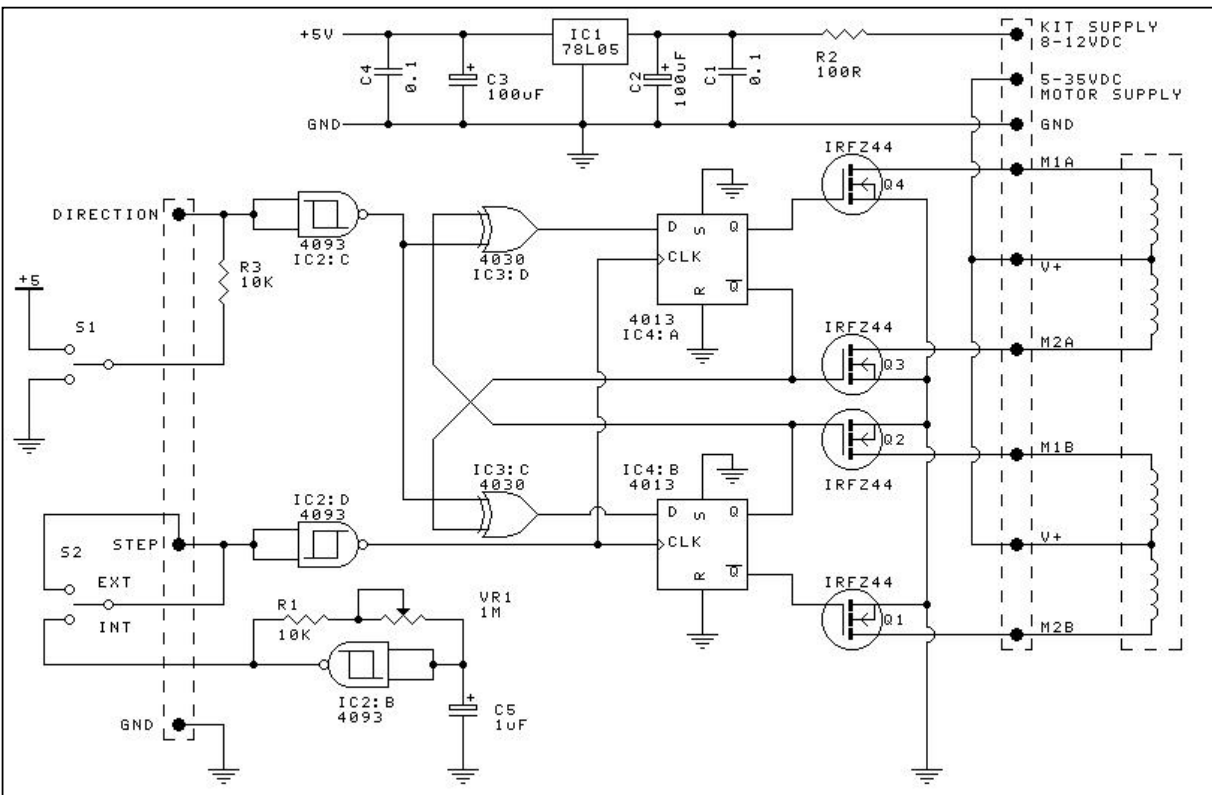 KIT SUPPLY
8-12VDC
+5V
IC1
78L05
R2
100R
C4
0.1
C3
100uF
C2
100uF
C1
0.1
5-35VDC
MOTOR SUPPLY
GND
GND
IRFZ44
M1A
Q4
DIRECTION
4093
IC2:C
4030
IC3:D
D
S
Q
CLK
R
Q
4013
IC4:A
V+
R3
10K
+5
S1
IRFZ44
M2A
Q3
Q2
IRFZ44
M1B
IC3:C
4030
IC4:B
4013
D
S
Q
CLK
R
Q
IC2:D
4093
STEP
S2
EXT
INT
V+
R1
10K
VR1
1M
IRFZ44
Q1
M2B
IC2:B
4093
C5
1uF
GND